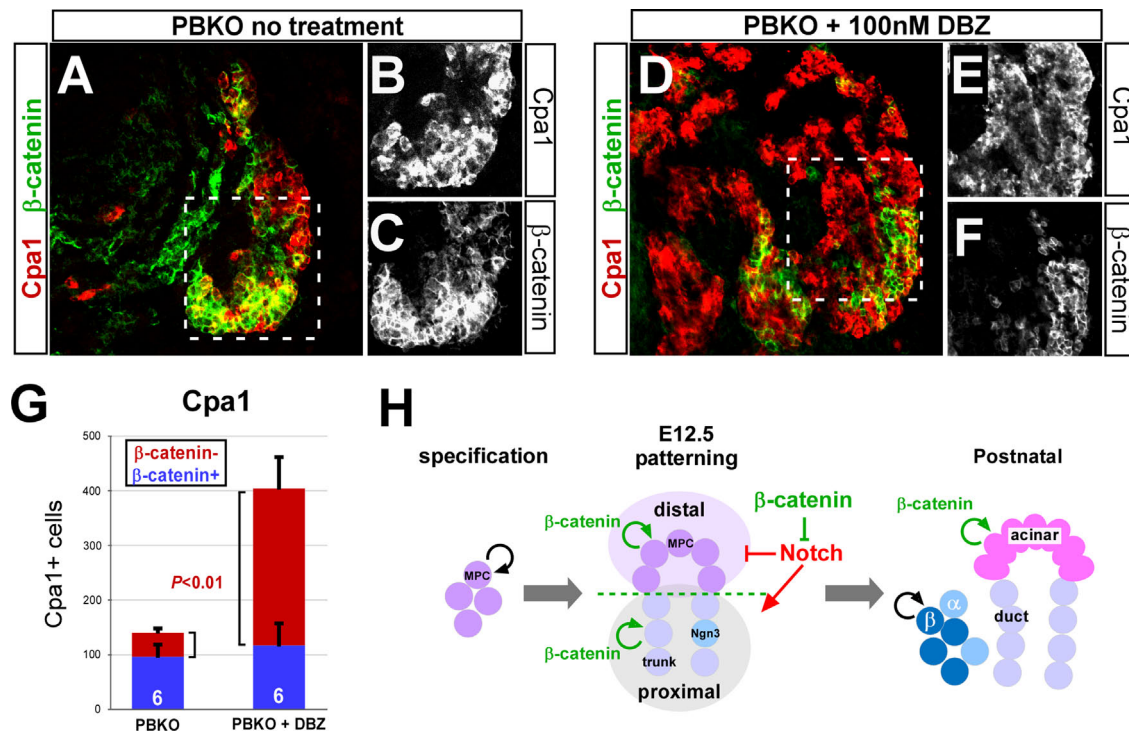 PBKO no treatment
PBKO + 100nM DBZ
A
B
C
D
E
F
β-catenin
Cpa1
Cpa1
β-catenin
β-catenin
Cpa1
Cpa1
β-catenin
G
Cpa1
Cpa1+ cells
500
400
300
200
100
0
β-catenin-
β-catenin+
P<0.01
6
6
PBKO
PBKO + DBZ
H
specification
E12.5
patterning
Postnatal
MPC
β-catenin
distal
MPC
β-catenin
Notch
β-catenin
trunk
Ngn3
proximal
β-catenin
acinar
duct
β
α